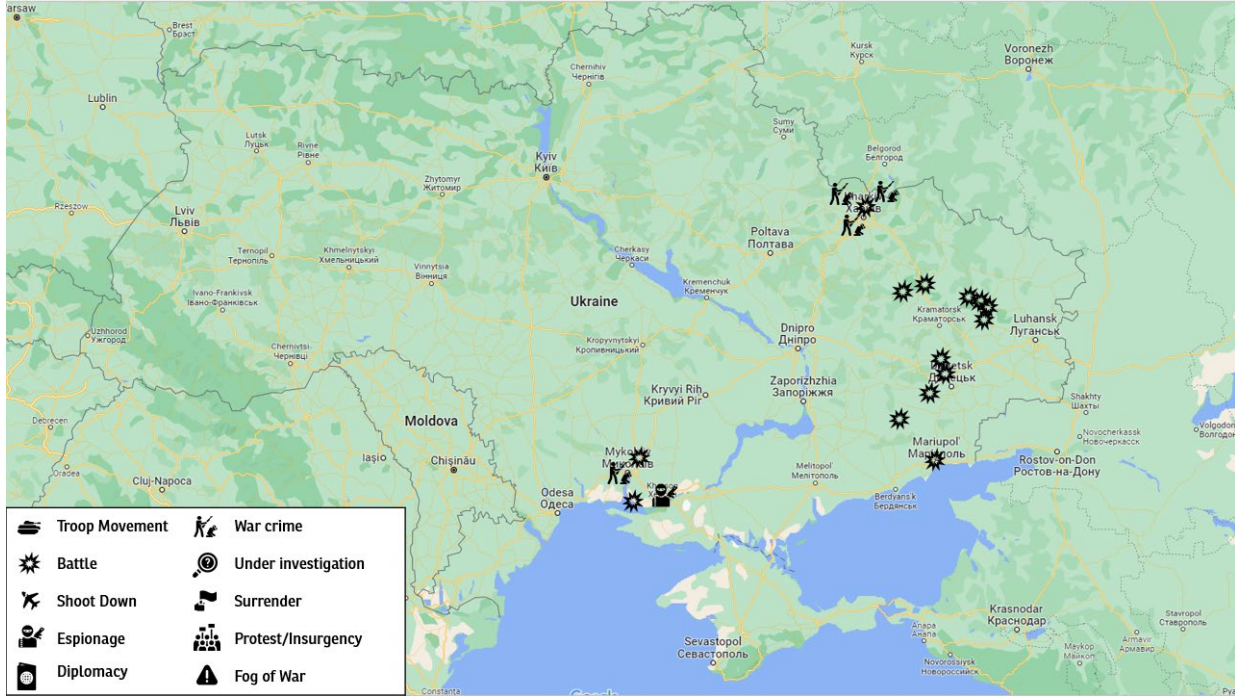 arsaw
Brest
Брэст
Lublin
Rzeszow
Uzhhorod
Ужгород
Debrecen
Oradea
Cluj-Napoca
Lutsk
Луцьк
Rivne
Рівне
Lviv
Львів
Ternopil
Тернопіль
Ivano-Frankivsk
Івано-Франківськ
Chernivtsi
Чернівці
Khmelnytskyi
Хмельницький
Zhytomyr
Житомир
Vinnytsia
Вінниця
Chernihiv
Чернігів
Kyiv
Київ
Cherkasy
Черкаси
Ukraine
Kropyvnytskyi
Кропивницький
Kremenchuk
Кременчук
Poltava
Полтава
Sumy
Суми
Kursk
Курск
Voronezh
Воронеж
Belgorod
Белгород
Dnipro
Дніпро
Kramatorsk
Краматорськ
Luhansk
Луганськ
Zaporizhzhia
Запоріжжя
Kryvyi Rih
Кривий Ріг
Moldova
Iași
Chișinău
Odesa
Одеса
Melitopol'
Мелітополь
Mariupol'
Berdyans'k
Бердянськ
Shakhty
Шахты
Novocherkassk
Новочеркасск
Volgodon
Волгодон
Rostov-on-Don
Ростов-на-Дону
Krasnodar
Краснодар
Stavropol
Ставрополь
Armavir
Армавир
Maykop
Майкоп
Анапа
Novorossiysk
Новороссийск
Sevastopol
Севастополь
Constanța
Google
Troop Movement
Battle
Shoot Down
Espionage
Diplomacy
War crime
Under investigation
Surrender
Protest/Insurgency
Fog of War